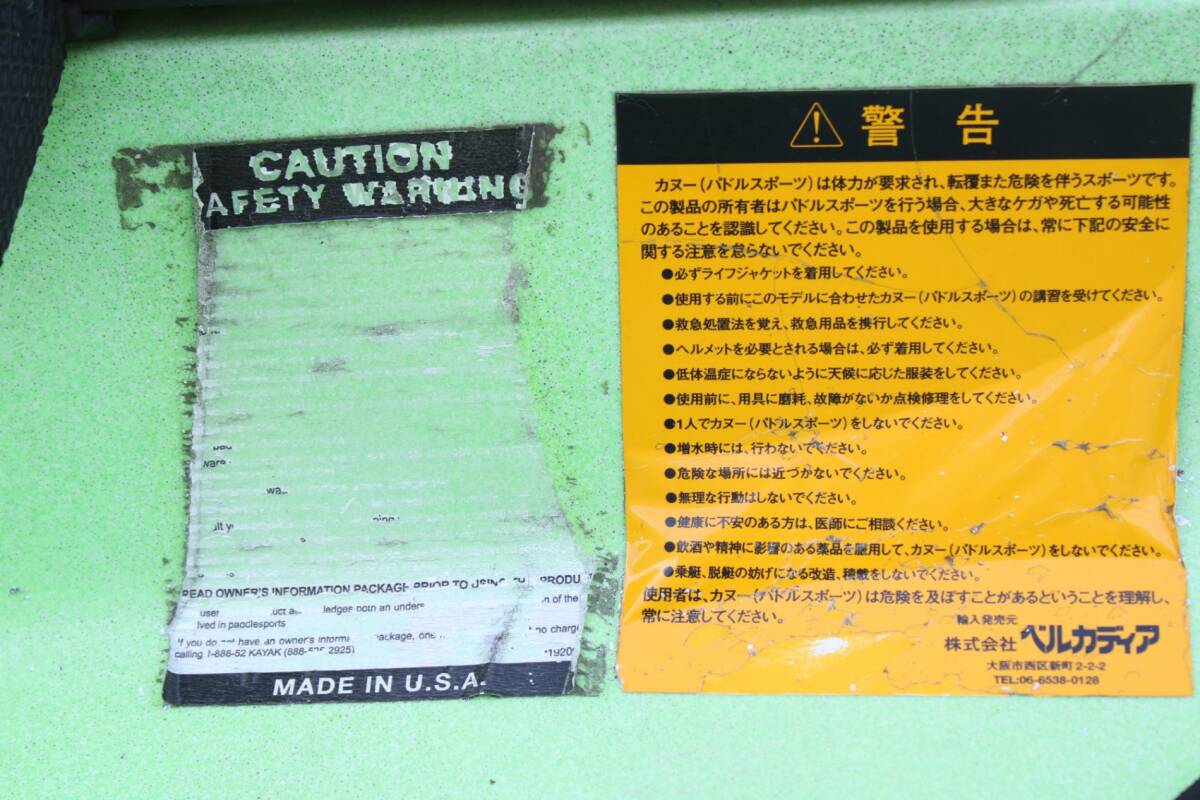 CAUTION
AFETY WARNING
READ OWNER'S INFORMATION PACKAGE PRIOR TO
user
lved in
f you do have an owner's
calling 1-888-52 KAYAK (888- 2925)
MADE IN U.S.A.
警告
カヌー(パドルスポーツ)は体力が要求され、転覆また危険を伴うスポーツです。
この製品の所有者はパドルスポーツを行う場合、大きなケガや死亡する可能性
のあることを認識してください。この製品を使用する場合は、常に下記の安全に
関する注意を怠らないでください。
●必ずライフジャケットを着用してください。
●使用する前にこのモデルに合わせたカヌー(パドルスポーツ)の講習を受けてください。
●救急処置法を覚え、救急用品を携行してください。
●ヘルメットを必要とされる場合は、必ず着用してください。
●低体温症にならないように天候に応じた服装をしてください。
●使用前に、用具に磨耗、故障がないか点検修理をしてください。
●1人でカヌー(パドルスポーツ)をしないでください。
●増水時には、行わないでください。
●危険な場所には近づかないでください。
●無理な行動はしないでください。
●健康に不安のある方は、医師にご相談ください。
●飲酒や精神に影響のある薬品を服用して、カヌー(パドルスポーツ)をしないでください。
●乗艇、脱艇の妨げになる改造、積載をしないでください。
使用者は、カヌー(パドルスポーツ)は危険を及ぼすことがあるということを理解し、
常に注意してください。
輸入発売元
株式会社ベルカディア
大阪市西区新町2-2-2
TEL:06-6538-0128